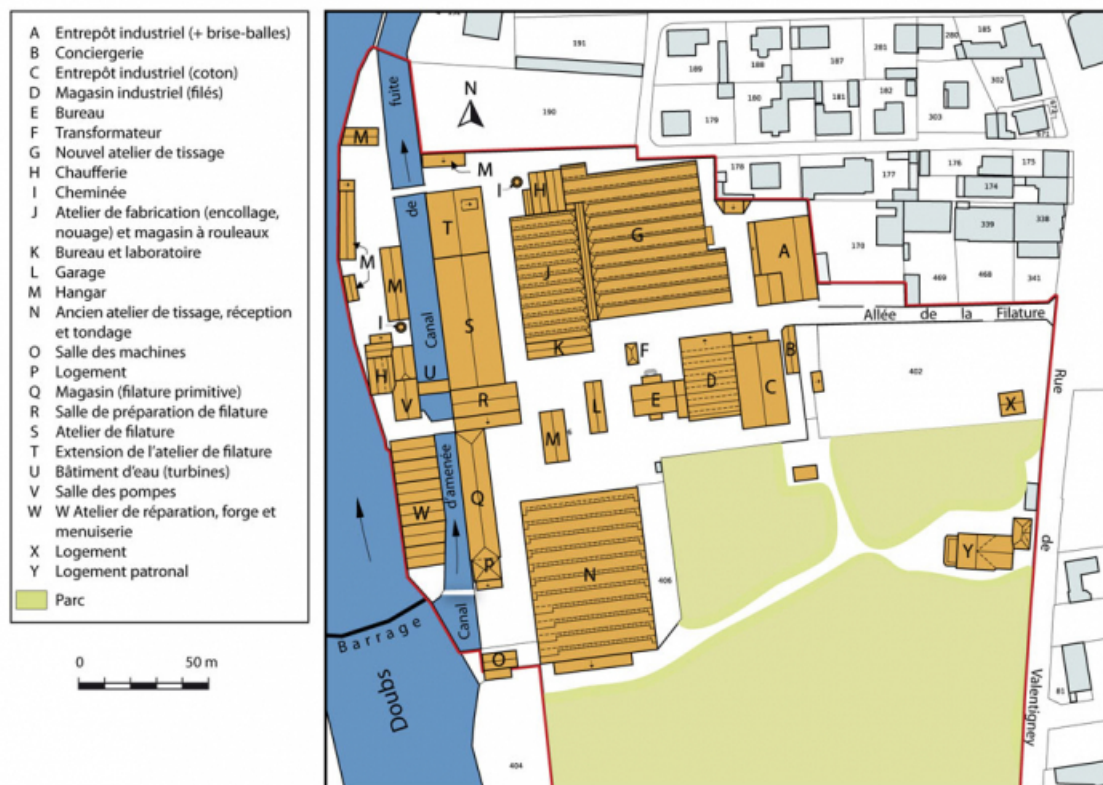 A Entrepôt industriel (+ brise-balles)
B Conciergerie
C Entrepôt industriel (coton)
D Magasin industriel (filés)
E Bureau
F Transformateur
G Nouvel atelier de tissage
H Chaufferie
I Cheminée
J Atelier de fabrication (encollage,
nouage) et magasin à rouleaux
K Bureau et laboratoire
L Garage
M Hangar
N Ancien atelier de tissage, réception
et tondage
O Salle des machines
P Logement
Q Magasin (filature primitive)
R Salle de préparation de filature
S Atelier de filature
T Extension de l'atelier de filature
U Bâtiment d'eau (turbines)
V Salle des pompes
W W Atelier de réparation, forge et
menuiserie
X Logement
Y Logement patronal
Parc
0 50 m
191
185
280
281
187
188
189
302
190
180
181
182
179
303
671
N
fuite
de
Canal
M
M
I
H
G
178
177
176
175
174
339
338
170
469
468
341
T
J
A
M
M
S
I
Allée de la Filature
K
F
B
H
U
D
402
Rue
V
R
L
E
C
X
M
d'amenée
Q
W
de
Y
P
N
406
Canal
Barrage
O
Doubs
Valentigney
81
404